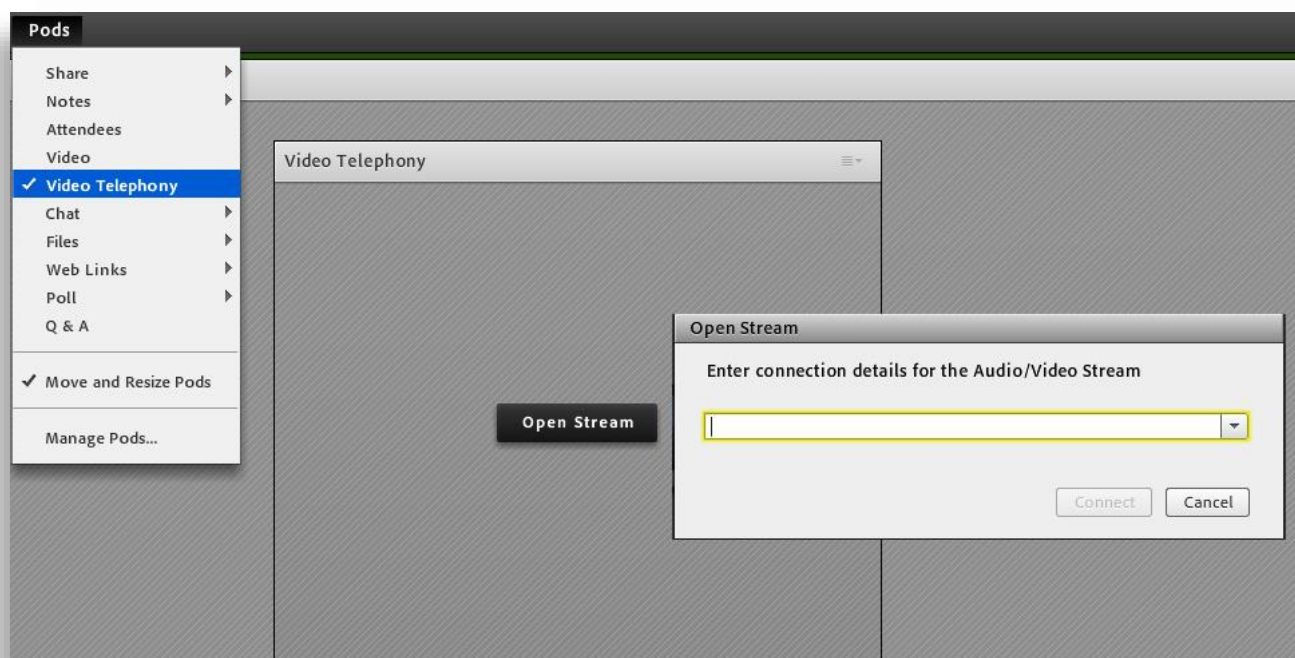 Pods
Share
Notes
Attendees
Video
Video Telephony
Chat
Files
Web Links
Poll
Q & A
Move and Resize Pods
Manage Pods...
Video Telephony
Open Stream
Open Stream
Enter connection details for the Audio/Video Stream
Connect Cancel